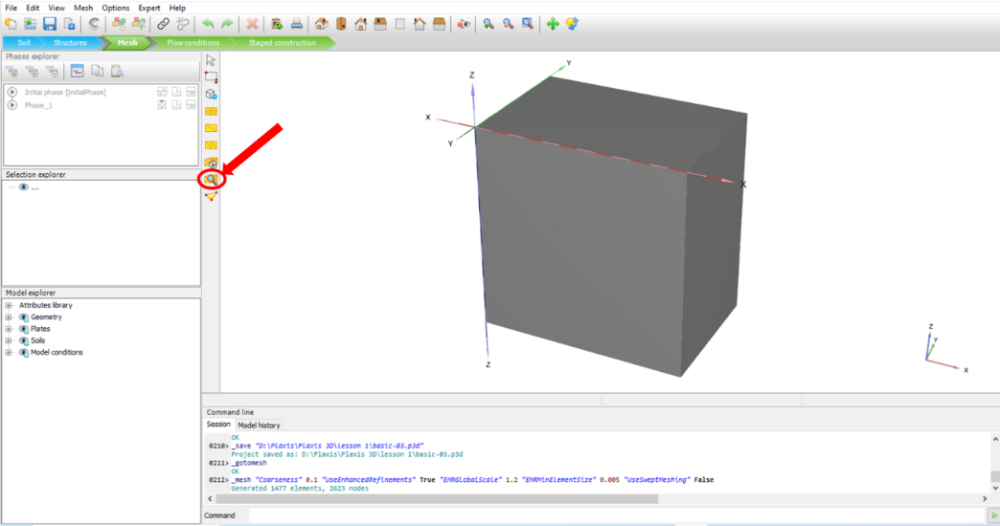 File Edit View Mesh Options Expert Help
Soil Structures Mesh Flow conditions Staged construction
Phases explorer
Initial phase [InitialPhase]
Phase_1
Selection explorer
...
Model explorer
Attributes library
Geometry
Plates
Soils
Model conditions
Z
Y
X
Y
X
Z
Z
Y
X
Command line
Session Model history
OK
0210> _save "D:\Plaxis\Plaxis 3D\lesson 1\basic-03.p3d"
Project saved as: D:\Plaxis\Plaxis 3D\lesson 1\basic-03.p3d
0211> _gotomesh
OK
0212> _mesh "Coarseness" 0.1 "UseEnhancedRefinements" True "EMRGlobalScale" 1.2 "EMRMinElementSize" 0.005 "UseSweptMeshing" False
Generated 1477 elements, 2623 nodes
Command